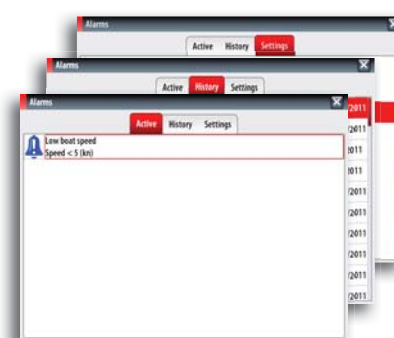 Alarms
Active History Settings
Alarms
Active History Settings
Alarms
Active History Settings
Low boat speed
Speed < 5 (kn)
/2011
/2011
2011
2011
/2011
/2011
/2011
/2011
/2011
/2011